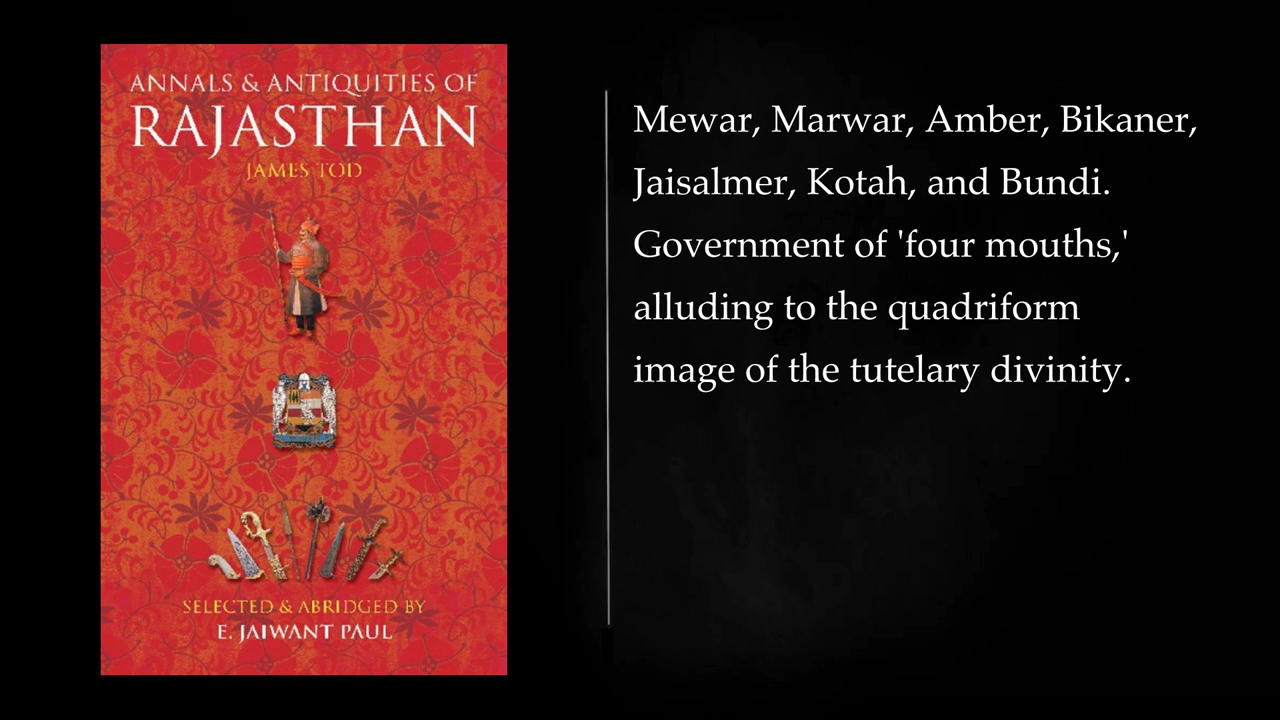 ANNALS & ANTIQUITIES OF
RAJASTHAN
JAMES TOD
SELECTED & ABRIDGED BY
E. JAIWANT PAUL
Mewar, Marwar, Amber, Bikaner,
Jaisalmer, Kotah, and Bundi.
Government of 'four mouths,'
alluding to the quadriform
image of the tutelary divinity.